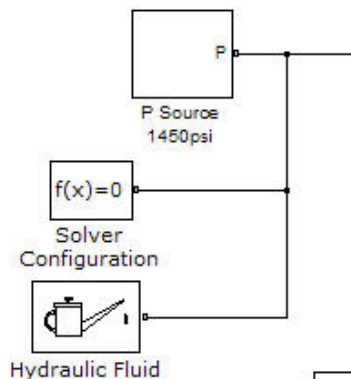 P
P Source
1450psi
f(x)=0
Solver
Configuration
Hydraulic Fluid